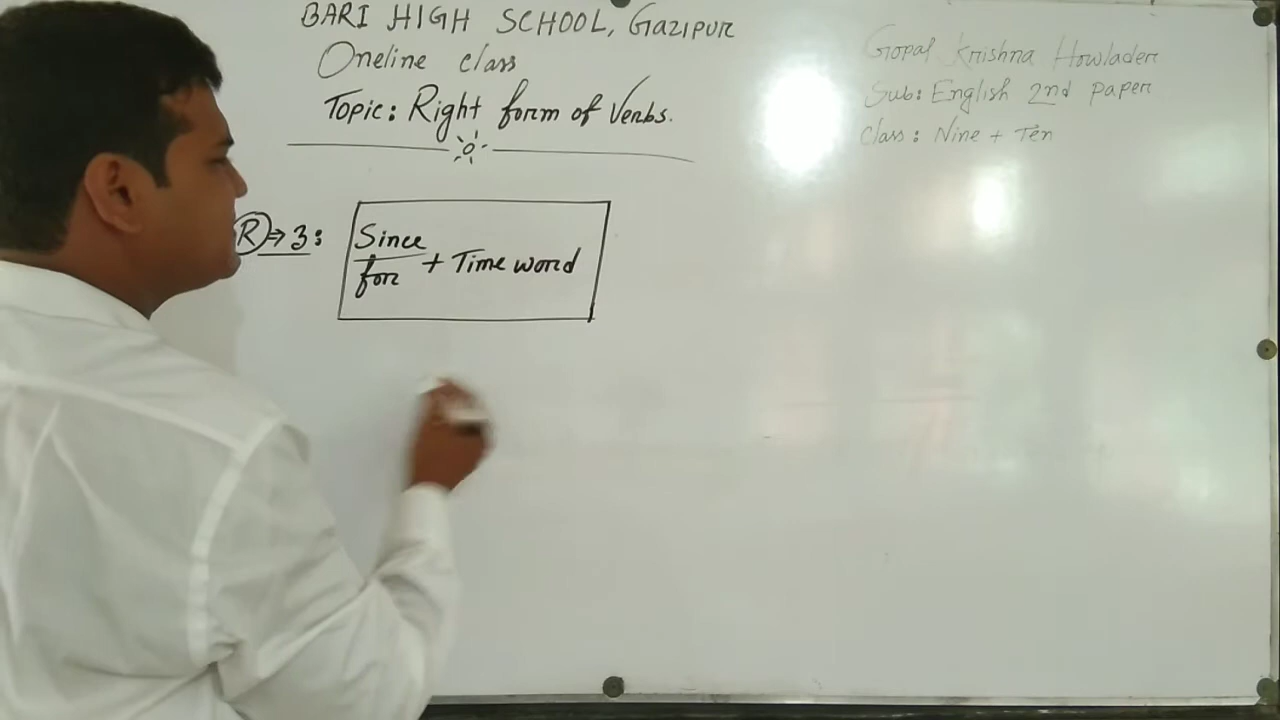 BARI HIGH SCHOOL, Gazipur
Oneline class
Topic: Right form of Verbs.
Gopal Krishna Howlader
Sub: English 2nd paper
Class: Nine + Ten
R ⇒ 3:
Since
for
+ Time word